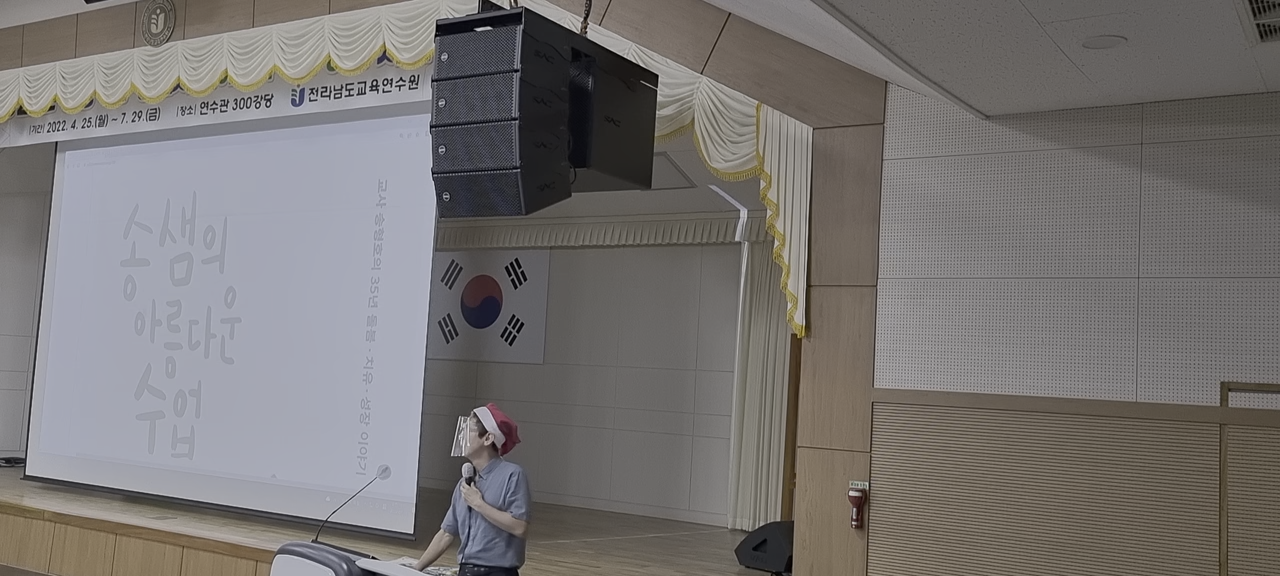 |기간| 2022. 4. 25.(월) ~ 7. 29.(금) |장소| 연수관 300강당 전라남도교육연수원
송샘의
아름다운
수업
교사 송형호의 35년 돌봄 · 치유 · 성장 이야기